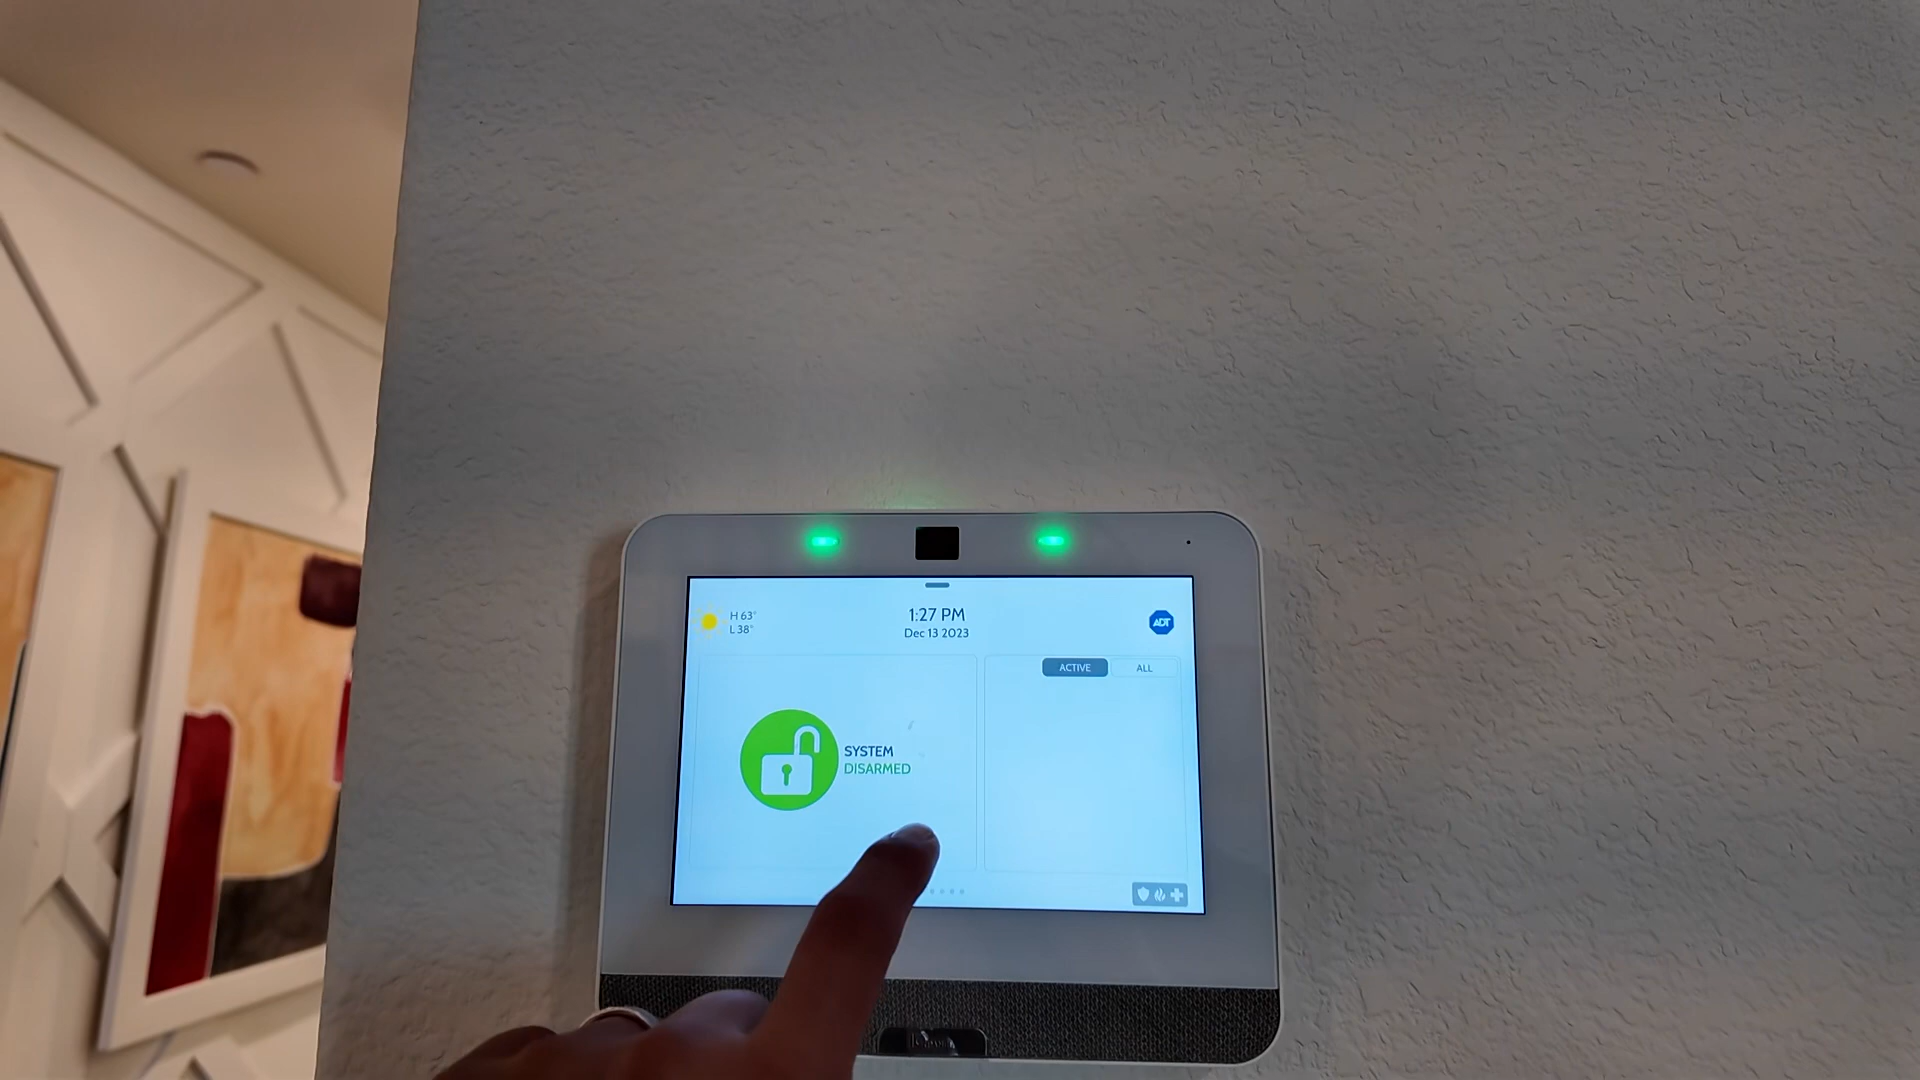 H 63°
L 38°
1:27 PM
Dec 13 2023
ADT
ACTIVE
ALL
SYSTEM
DISARMED